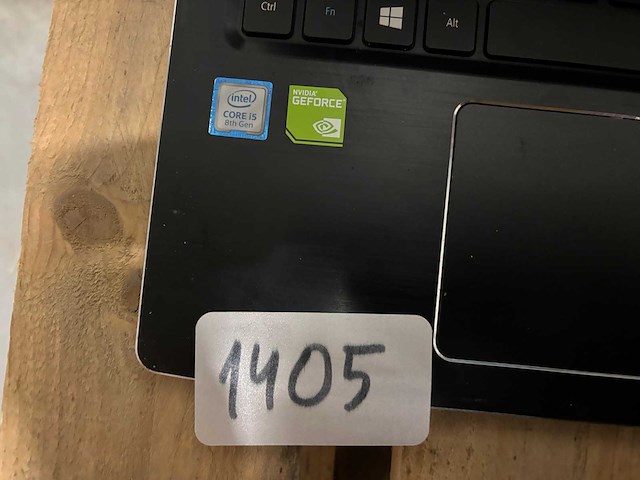 Ctrl Fn Alt
intel
CORE i5
8th Gen
NVIDIA
GEFORCE
1405